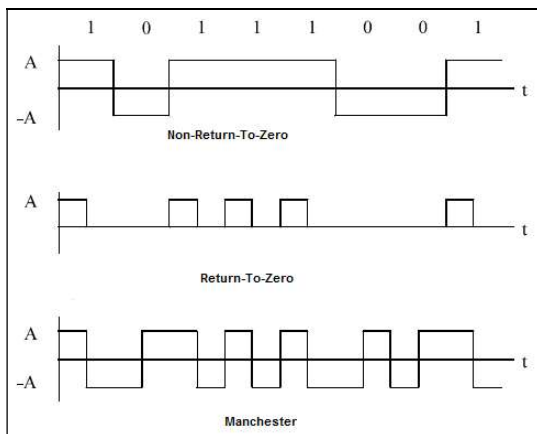 1 0 1 1 1 0 0 1
A
t
-A
Non-Return-To-Zero
A
t
Return-To-Zero
A
t
-A
Manchester